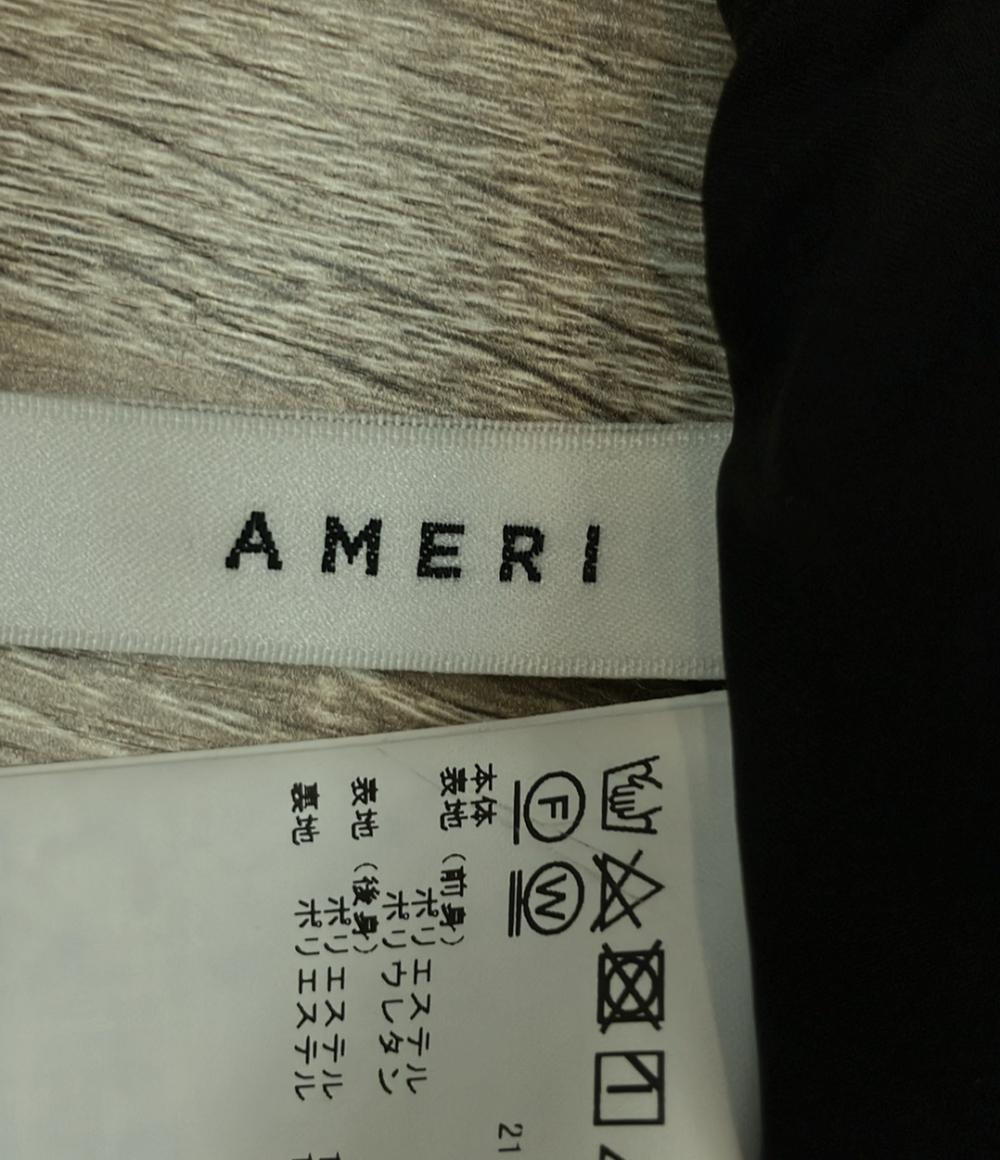 AMERI
F W
21
本体
表地(前身)
ポリエステル
ポリウレタン
表地(後身)
ポリエステル
裏地 ポリエステル